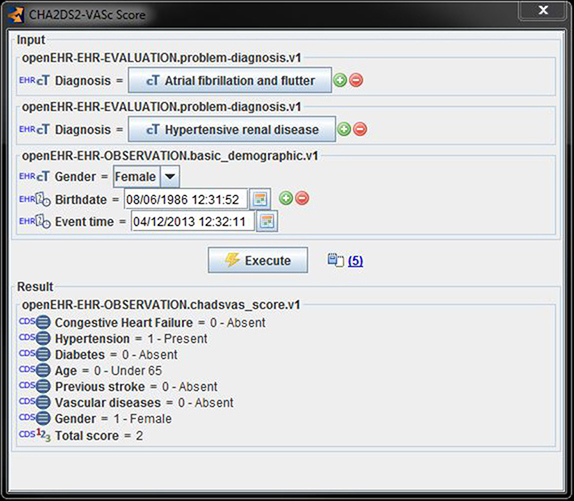 CHA2DS2-VASc Score
Input
openEHR-EHR-EVALUATION.problem-diagnosis.v1
EHR cT Diagnosis = cT Atrial fibrillation and flutter
openEHR-EHR-EVALUATION.problem-diagnosis.v1
EHR cT Diagnosis = cT Hypertensive renal disease
openEHR-EHR-OBSERVATION.basic_demographic.v1
EHR cT Gender = Female
EHR Birthdate = 08/06/1986 12:31:52
EHR Event time = 04/12/2013 12:32:11
Execute (5)
Result
openEHR-EHR-OBSERVATION.chadsvas_score.v1
CDS Congestive Heart Failure = 0 - Absent
CDS Hypertension = 1 - Present
CDS Diabetes = 0 - Absent
CDS Age = 0 - Under 65
CDS Previous stroke = 0 - Absent
CDS Vascular diseases = 0 - Absent
CDS Gender = 1 - Female
CDS 123 Total score = 2